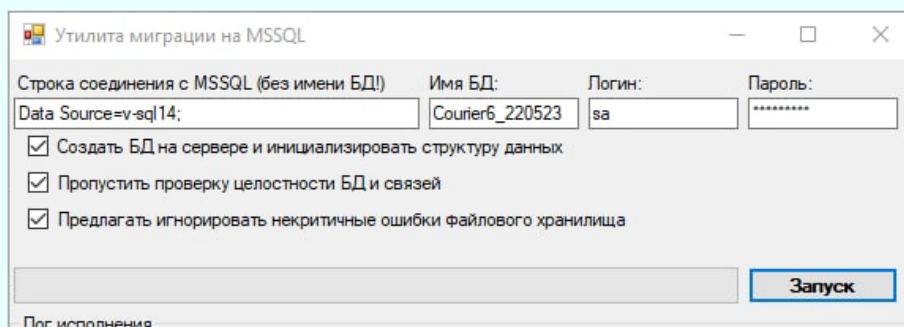 Утилита миграции на MSSQL
Строка соединения с MSSQL (без имени БД!) Имя БД: Логин: Пароль:
Data Source=v-sql14; Courier6_220523 sa *********
Создать БД на сервере и инициализировать структуру данных
Пропустить проверку целостности БД и связей
Предлагать игнорировать некритичные ошибки файлового хранилища
Запуск
Лог исполнения